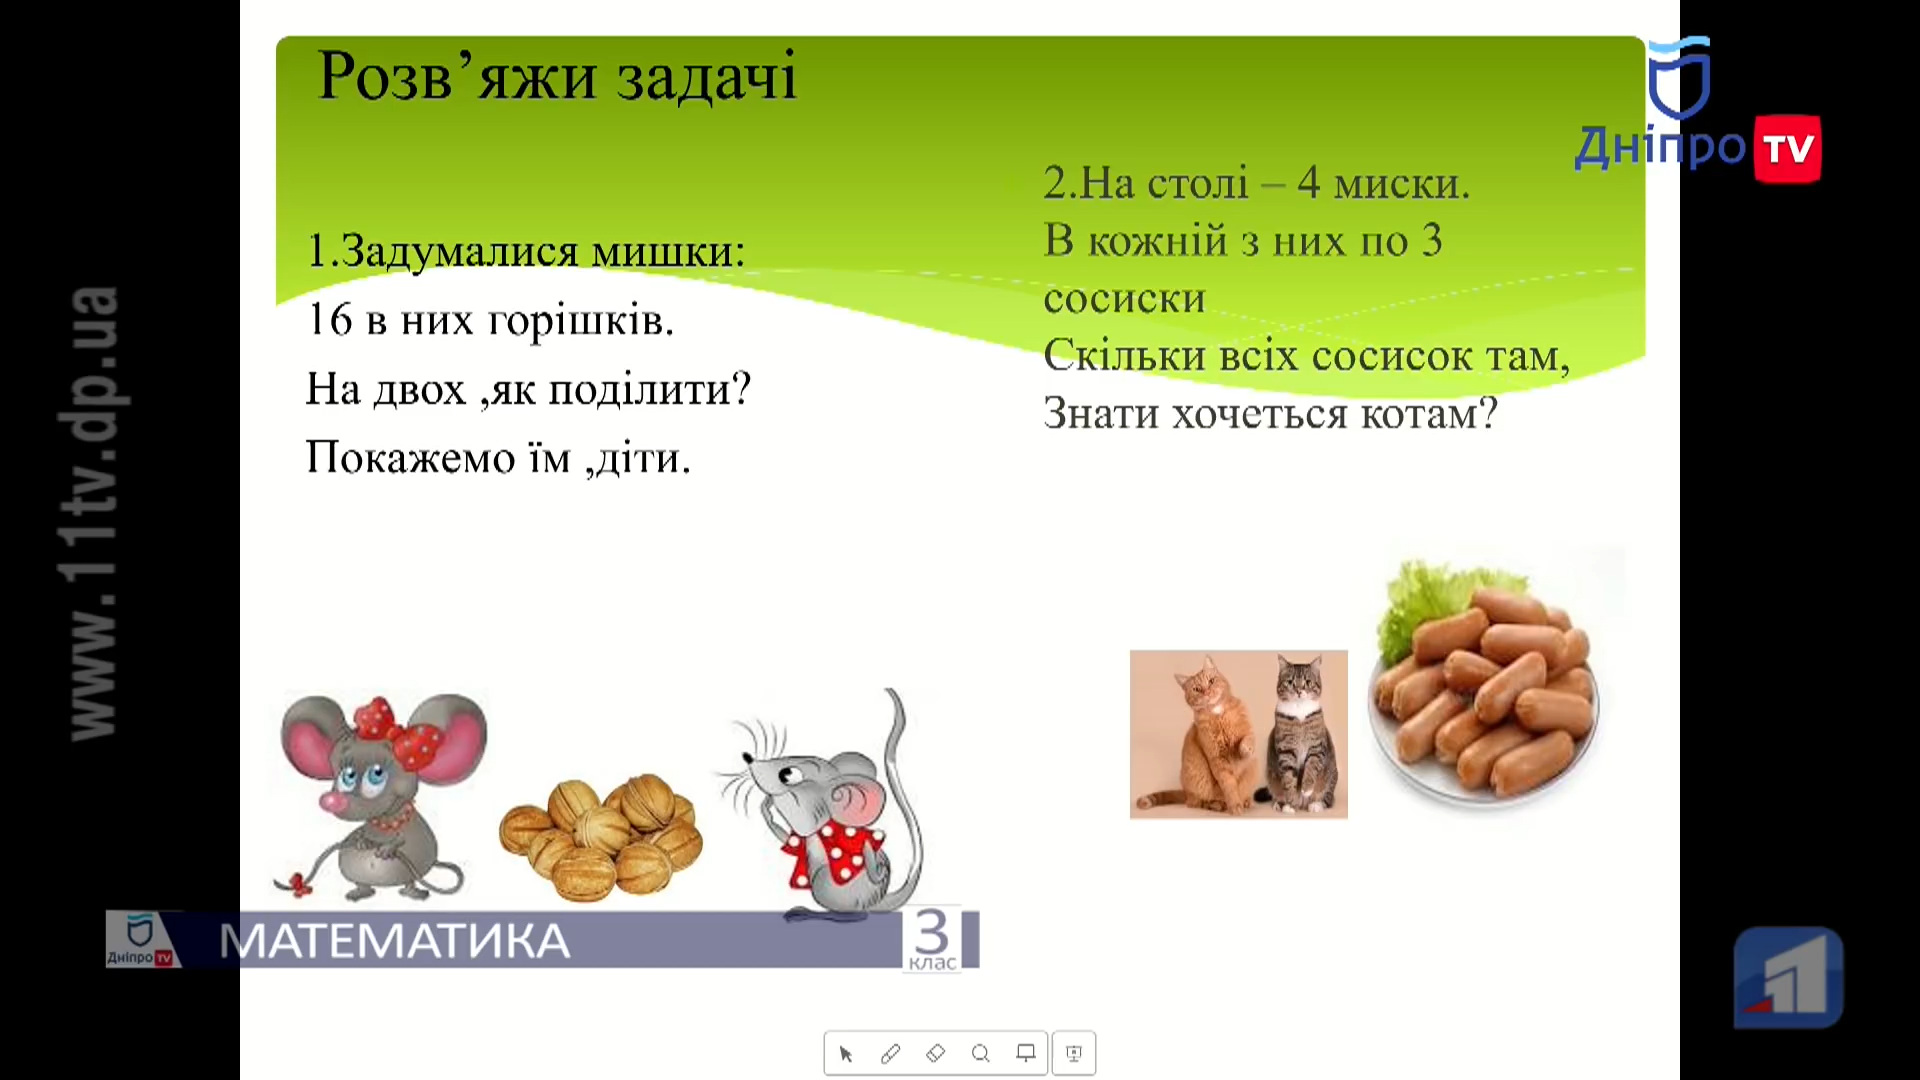 Розв’яжи задачі
1.Задумалися мишки:
16 в них горішків.
На двох ,як поділити?
Покажемо їм ,діти.
2.На столі – 4 миски.
В кожній з них по 3
сосиски
Скільки всіх сосисок там,
Знати хочеться котам?
Дніпро TV
www.11tv.dp.ua
Дніпро TV
МАТЕМАТИКА
3
клас
1